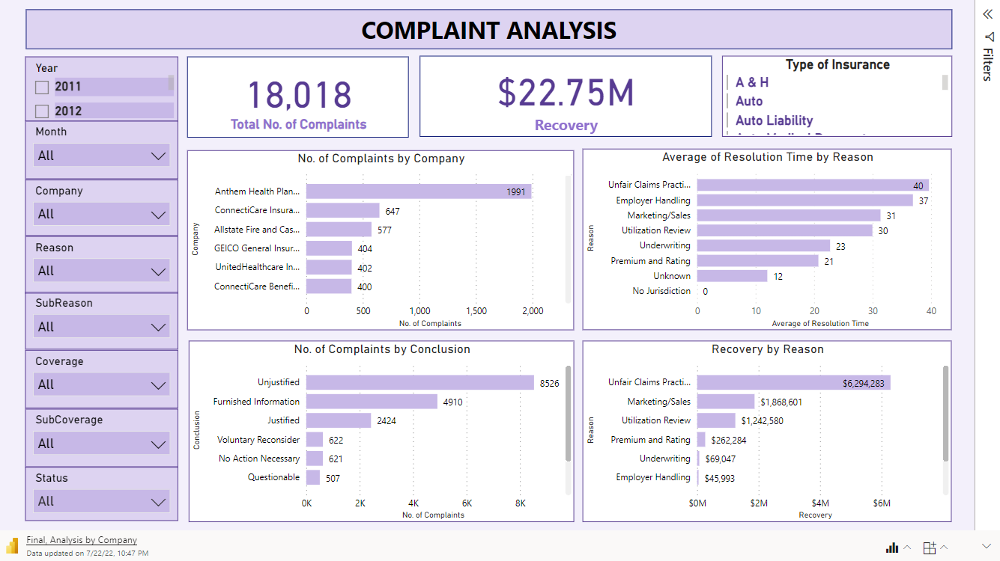 COMPLAINT ANALYSIS
Year
2011
2012
Month
All
Company
All
Reason
All
SubReason
All
Coverage
All
SubCoverage
All
Status
All
18,018
Total No. of Complaints
$22.75M
Recovery
Type of Insurance
A & H
Auto
Auto Liability
No. of Complaints by Company
Company
Anthem Health Plan... 1991
ConnectiCare Insura... 647
Allstate Fire and Cas... 577
GEICO General Insur... 404
UnitedHealthcare In... 402
ConnectiCare Benefi... 400
0 500 1,000 1,500 2,000
No. of Complaints
Average of Resolution Time by Reason
Reason
Unfair Claims Practi... 40
Employer Handling 37
Marketing/Sales 31
Utilization Review 30
Underwriting 23
Premium and Rating 21
Unknown 12
No Jurisdiction 0
0 10 20 30 40
Average of Resolution Time
No. of Complaints by Conclusion
Conclusion
Unjustified 8526
Furnished Information 4910
Justified 2424
Voluntary Reconsider 622
No Action Necessary 621
Questionable 507
0K 2K 4K 6K 8K
No. of Complaints
Recovery by Reason
Reason
Unfair Claims Practi... $6,294,283
Marketing/Sales $1,868,601
Utilization Review $1,242,580
Premium and Rating $262,284
Underwriting $69,047
Employer Handling $45,993
$0M $2M $4M $6M
Recovery
Filters
Final, Analysis by Company
Data updated on 7/22/22, 10:47 PM